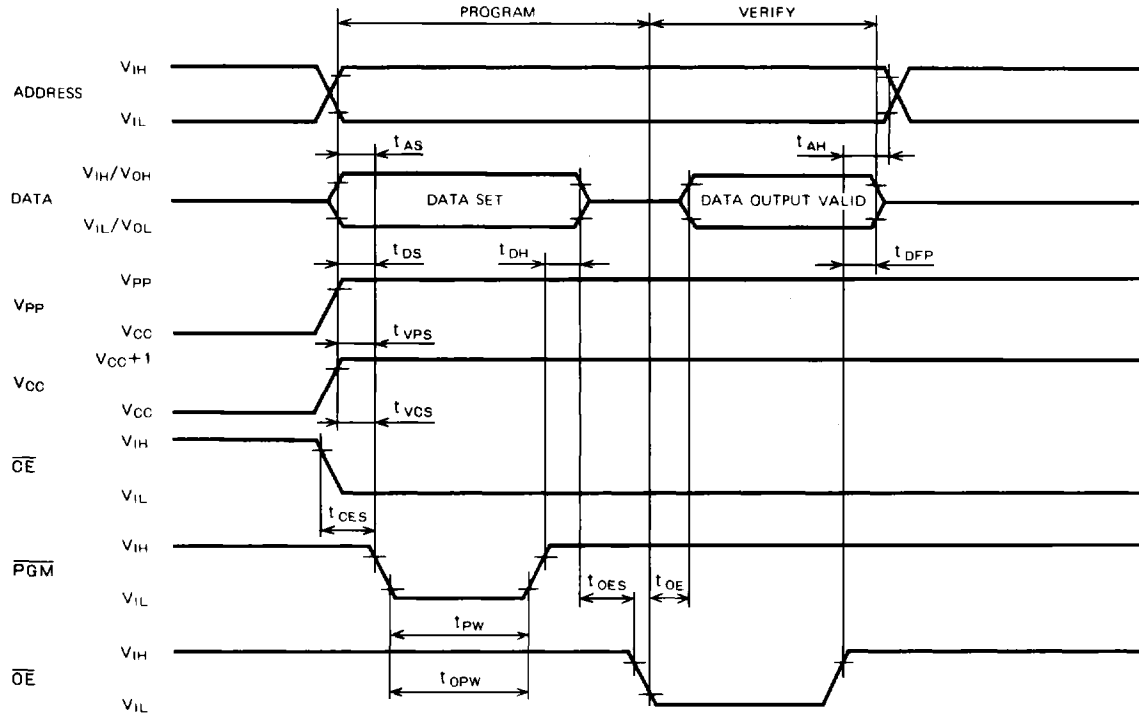 PROGRAM VERIFY
VIH
ADDRESS
VIL
tAS tAH
VIH/VOH
DATA DATA SET DATA OUTPUT VALID
VIL/VOL
tDS tDH tDFP
VPP
VPP
VCC
tVPS
VCC+1
VCC
VCC
tVCS
VIH
CE
VIL
tCES
VIH
PGM
VIL
tOES tOE
tPW
VIH
OE
tOPW
VIL